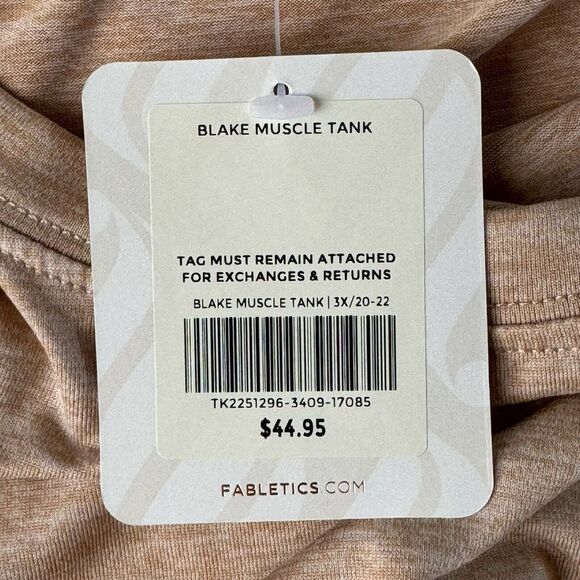 BLAKE MUSCLE TANK
TAG MUST REMAIN ATTACHED
FOR EXCHANGES & RETURNS
BLAKE MUSCLE TANK | 3X/20-22
TK2251296-3409-17085
$44.95
FABLETICS.COM